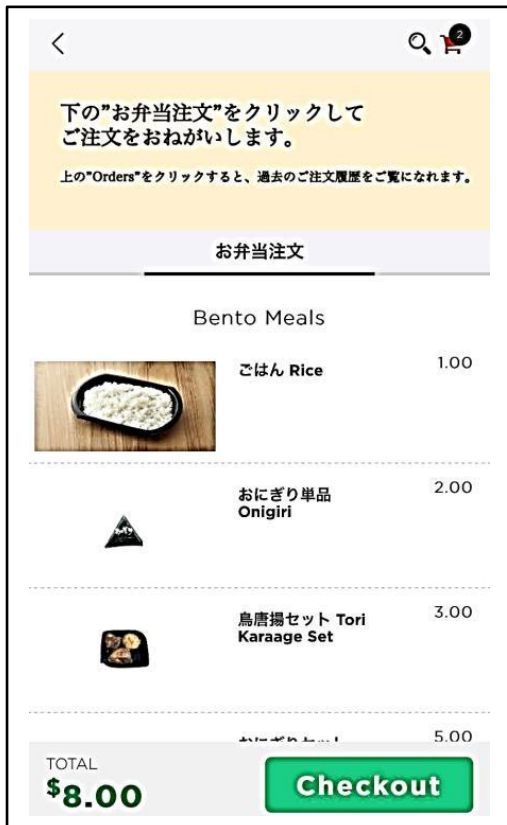 2
下の”お弁当注文”をクリックして
ご注文をおねがいします。
上の”Orders”をクリックすると、過去のご注文履歴をご覧になれます。
お弁当注文
Bento Meals
ごはん Rice
1.00
おにぎり単品
Onigiri
2.00
鳥唐揚セット Tori
Karaage Set
3.00
5.00
TOTAL
$8.00
Checkout